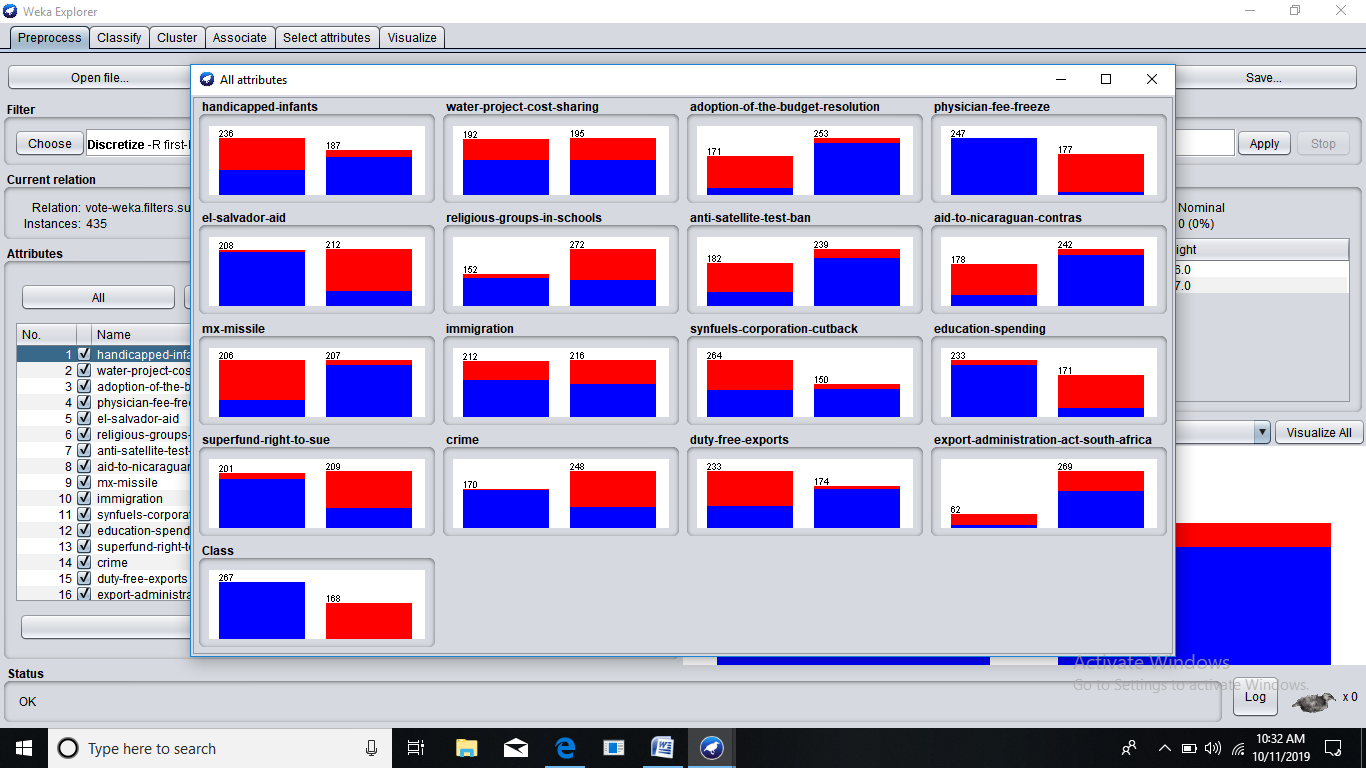 Weka Explorer
Preprocess Classify Cluster Associate Select attributes Visualize
Open file... Save...
All attributes
Filter
Choose Discretize -R first- Apply Stop
Current relation
Relation: vote-weka.filters.su
Instances: 435
Nominal
0 (0%)
Attributes
ight
All
6.0
7.0
No. Name
1 handicapped-infa
2 water-project-cos
3 adoption-of-the-b
4 physician-fee-free
5 el-salvador-aid
6 religious-groups-
7 anti-satellite-test-
8 aid-to-nicaraguan
9 mx-missile
10 immigration
11 synfuels-corporat
12 education-spend
13 superfund-right-to
14 crime
15 duty-free-exports
16 export-administra
handicapped-infants water-project-cost-sharing adoption-of-the-budget-resolution physician-fee-freeze
236 187 192 195 171 253 247 177
el-salvador-aid religious-groups-in-schools anti-satellite-test-ban aid-to-nicaraguan-contras
208 212 152 272 182 239 178 242
mx-missile immigration synfuels-corporation-cutback education-spending
206 207 212 216 264 150 233 171
superfund-right-to-sue crime duty-free-exports export-administration-act-south-africa
201 209 170 248 233 174 62 269
Class
267 168
Visualize All
Activate Windows
Go to Settings to activate Windows.
Status
OK
Log x 0
Type here to search
10:32 AM
10/11/2019